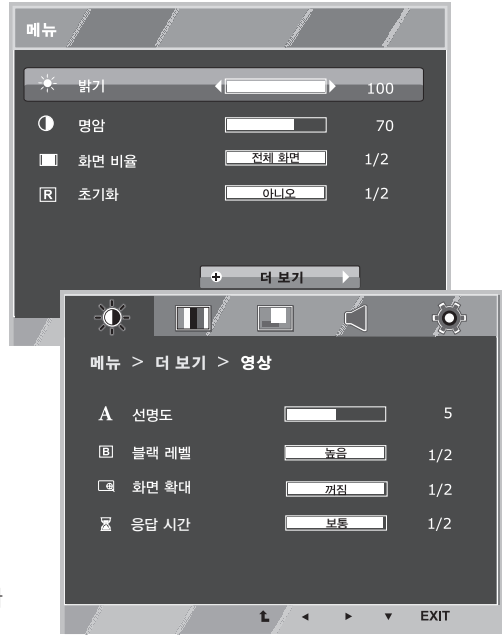 메뉴
밝기 100
명암 70
화면 비율 전체 화면 1/2
R 초기화 아니오 1/2
더 보기
메뉴 > 더 보기 > 영상
A 선명도 5
B 블랙 레벨 높음 1/2
화면 확대 꺼짐 1/2
응답 시간 보통 1/2
EXIT